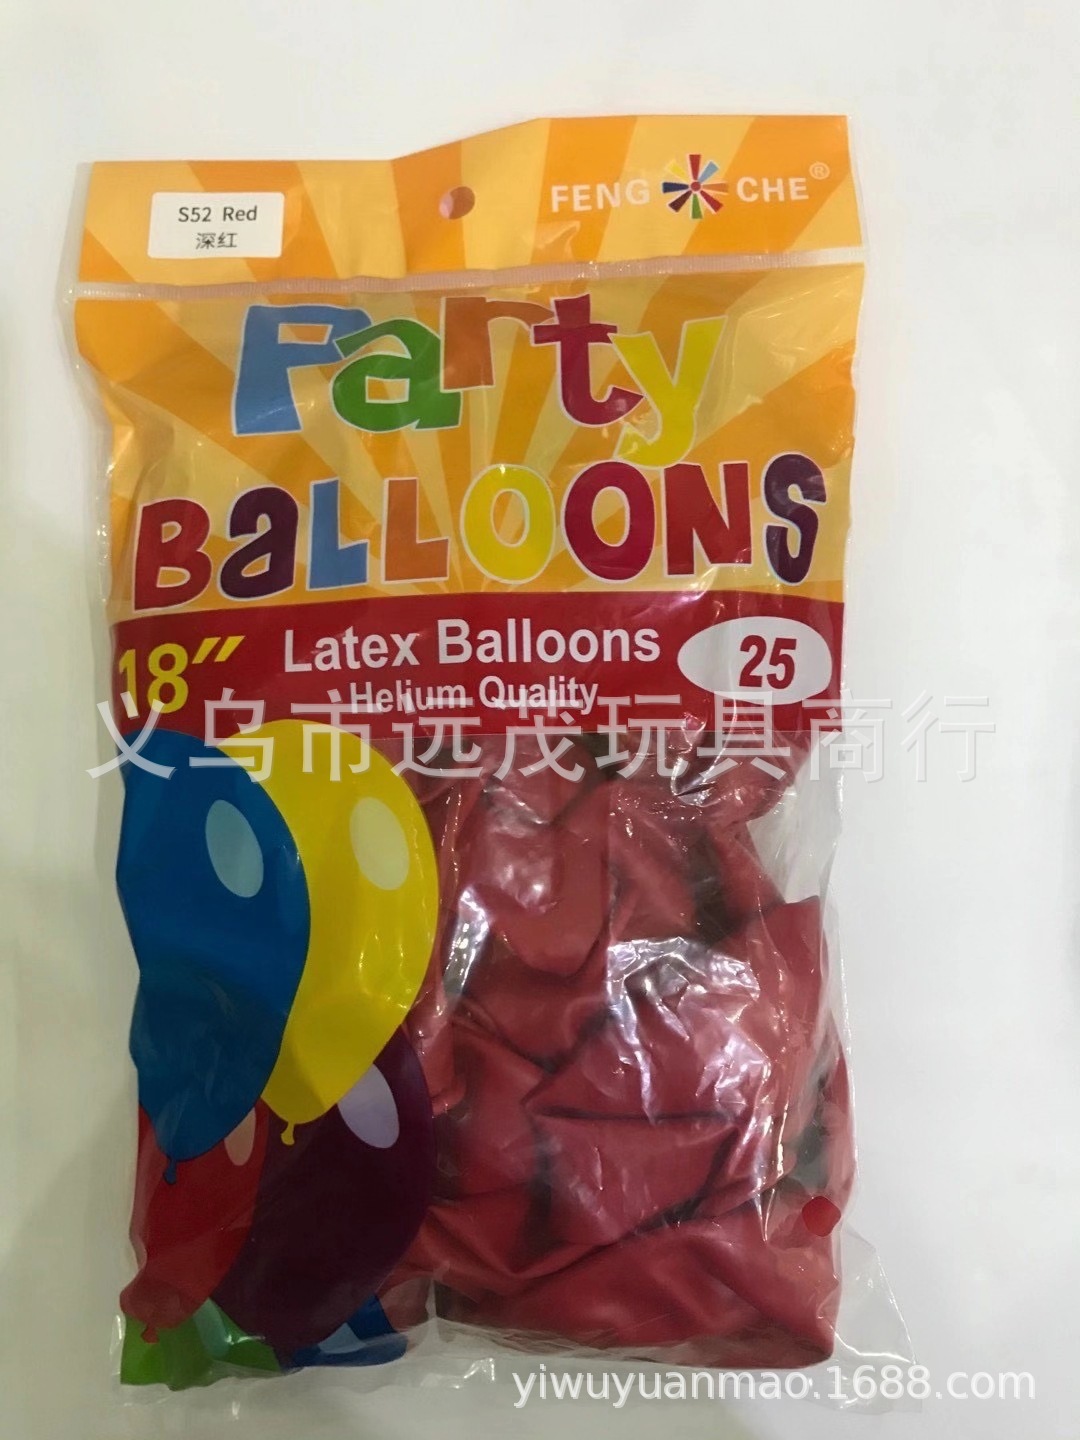 S52 Red
深红
FENG CHE®
Party
BALLOONS
18" Latex Balloons 25
Helium Quality
义乌市远茂玩具商行
yiwuyuanmao.1688.com